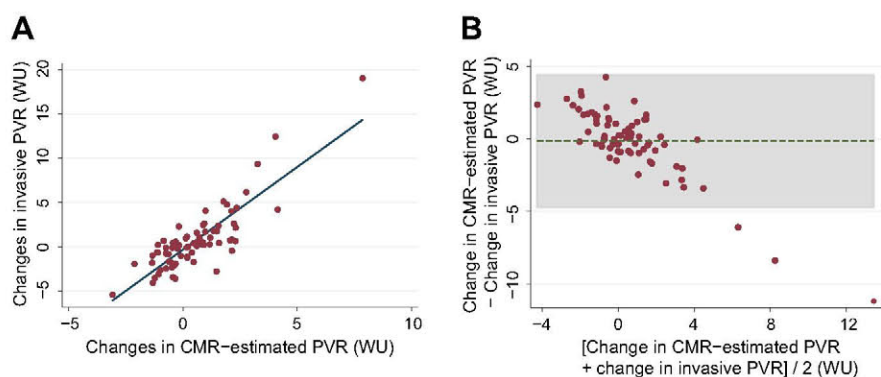 A
Changes in invasive PVR (WU)
20
15
10
5
0
−5
−5
0
5
10
Changes in CMR-estimated PVR (WU)
B
Change in CMR-estimated PVR
− Change in invasive PVR (WU)
5
0
−5
−10
−4
0
4
8
12
[Change in CMR-estimated PVR
+ change in invasive PVR] / 2 (WU)